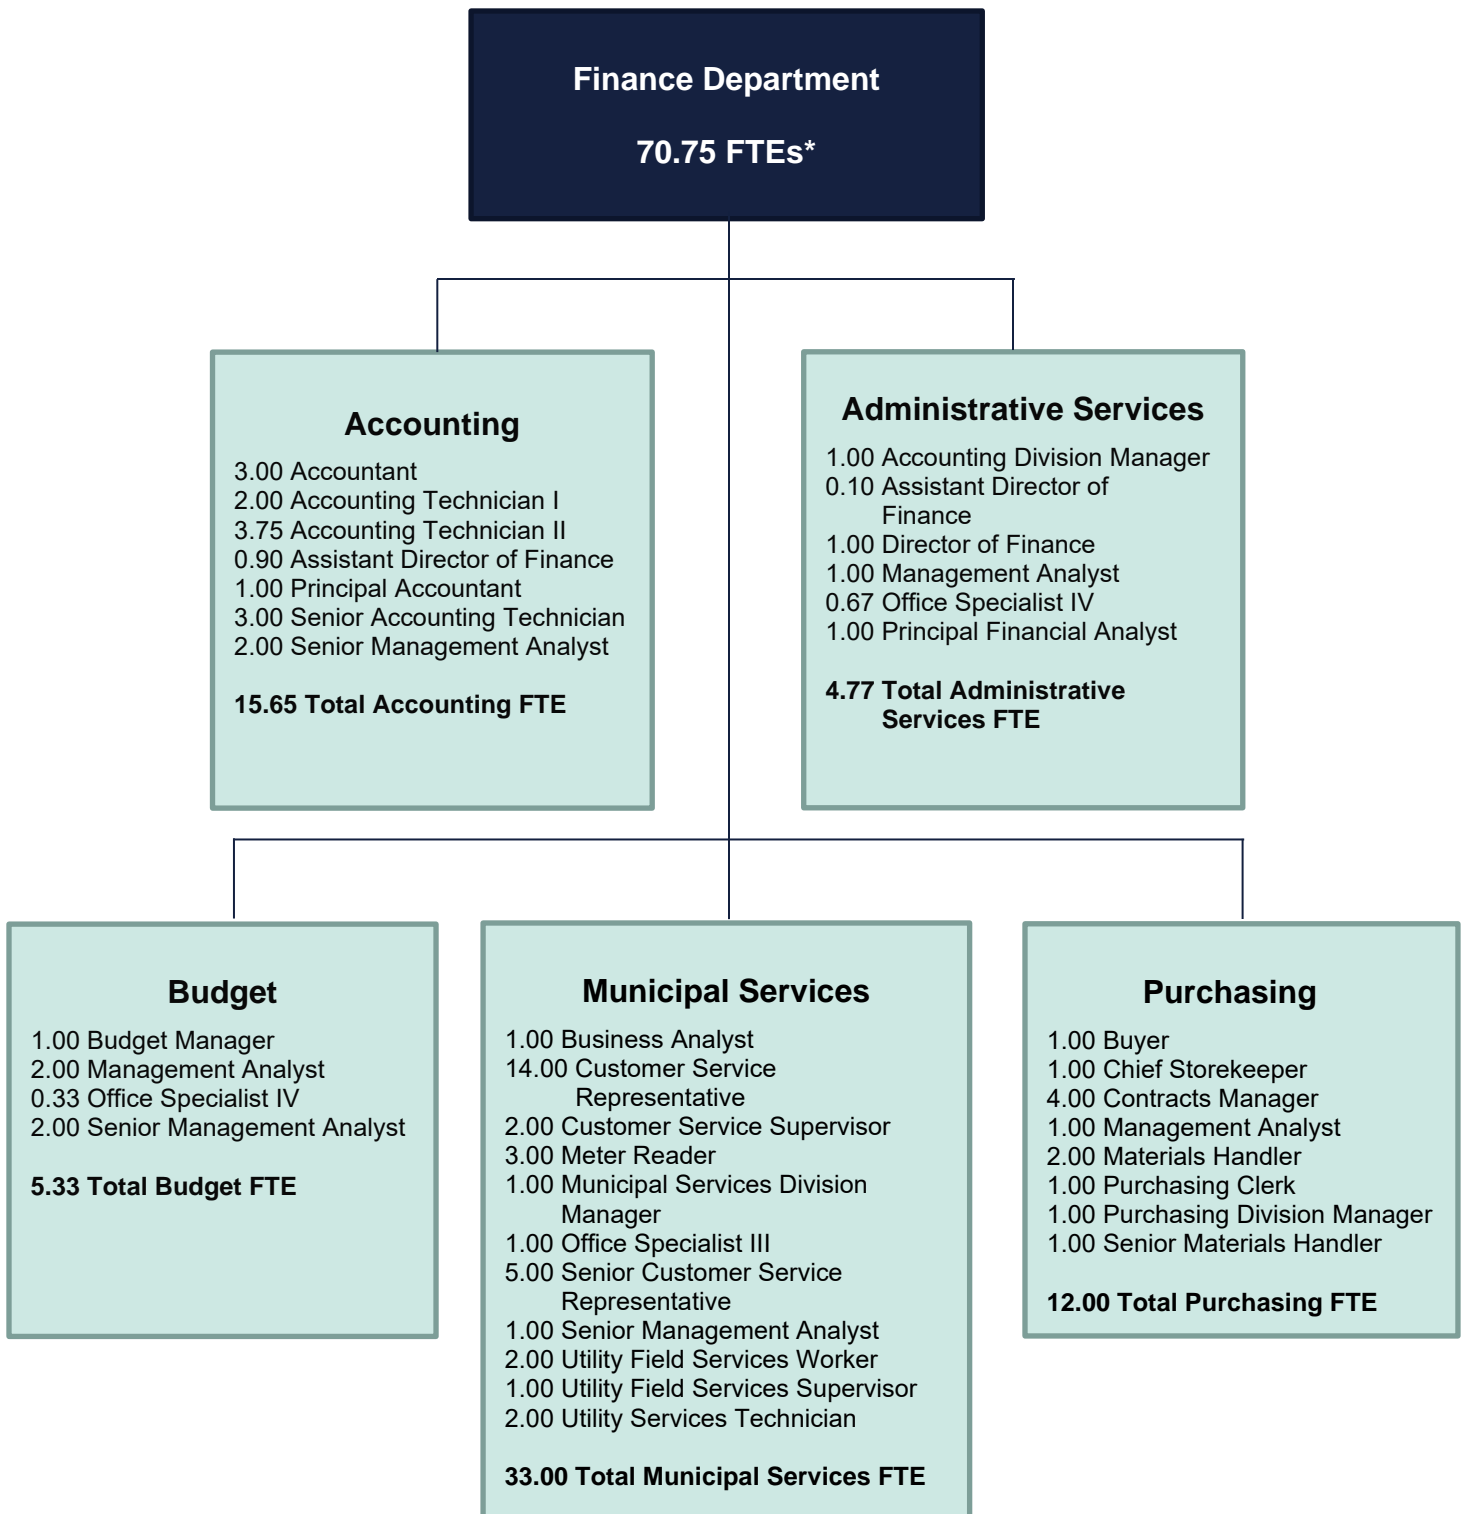 Finance Department
70.75 FTEs*
Accounting
3.00 Accountant
2.00 Accounting Technician I
3.75 Accounting Technician II
0.90 Assistant Director of Finance
1.00 Principal Accountant
3.00 Senior Accounting Technician
2.00 Senior Management Analyst
15.65 Total Accounting FTE
Administrative Services
1.00 Accounting Division Manager
0.10 Assistant Director of
Finance
1.00 Director of Finance
1.00 Management Analyst
0.67 Office Specialist IV
1.00 Principal Financial Analyst
4.77 Total Administrative
Services FTE
Budget
1.00 Budget Manager
2.00 Management Analyst
0.33 Office Specialist IV
2.00 Senior Management Analyst
5.33 Total Budget FTE
Municipal Services
1.00 Business Analyst
14.00 Customer Service
Representative
2.00 Customer Service Supervisor
3.00 Meter Reader
1.00 Municipal Services Division
Manager
1.00 Office Specialist III
5.00 Senior Customer Service
Representative
1.00 Senior Management Analyst
2.00 Utility Field Services Worker
1.00 Utility Field Services Supervisor
2.00 Utility Services Technician
33.00 Total Municipal Services FTE
Purchasing
1.00 Buyer
1.00 Chief Storekeeper
4.00 Contracts Manager
1.00 Management Analyst
2.00 Materials Handler
1.00 Purchasing Clerk
1.00 Purchasing Division Manager
1.00 Senior Materials Handler
12.00 Total Purchasing FTE